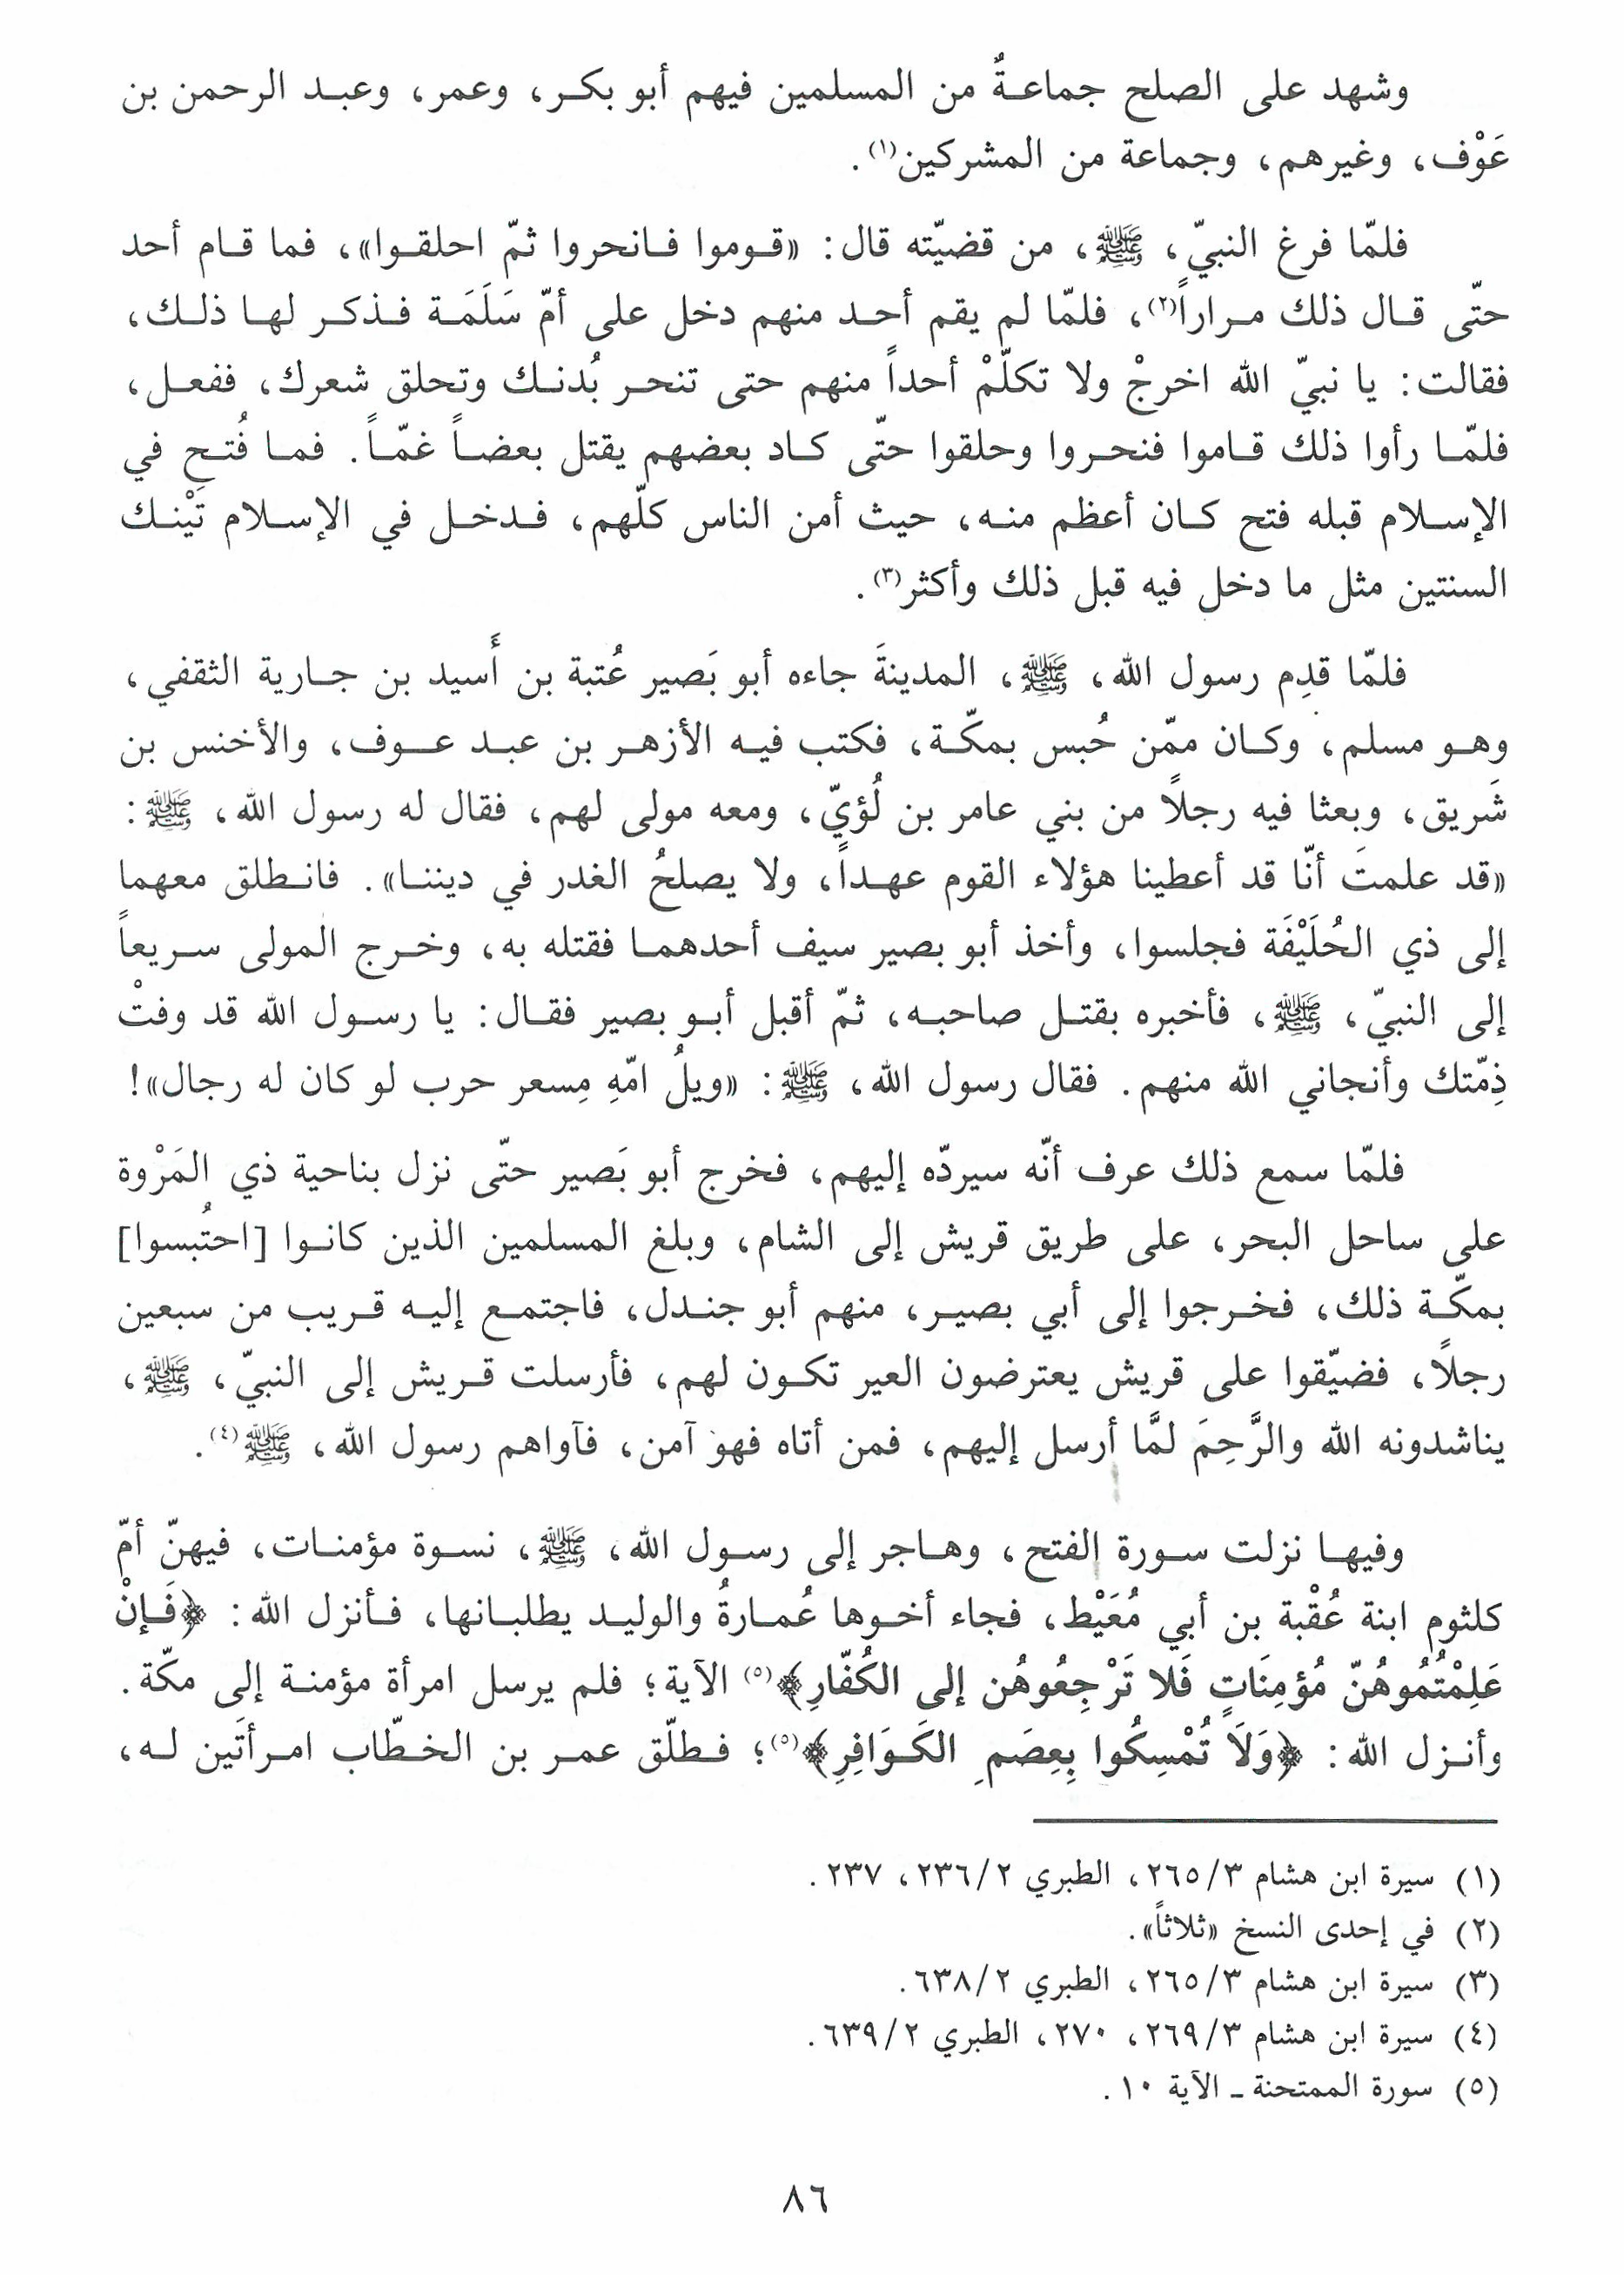 وشهد على الصلح جماعةٌ من المسلمين فيهم أبو بكر، وعمر، وعبد الرحمن بن
عَوْف، وغيرهم، وجماعة من المشركين(١).
فلمّا فرغ النبيّ، ﷺ، من قضيّته قال: «قوموا فانحروا ثمّ احلقوا»، فما قام أحد
حتّى قال ذلك مراراً(٢)، فلمّا لم يقم أحد منهم دخل على أمّ سَلَمَة فذكر لها ذلك،
فقالت: يا نبيّ الله اخرجْ ولا تكلّمْ أحداً منهم حتى تنحر بُدنك وتحلق شعرك، ففعل،
فلمّا رأوا ذلك قاموا فنحروا وحلقوا حتّى كاد بعضهم يقتل بعضاً غمّاً. فما فُتح في
الإسلام قبله فتح كان أعظم منه، حيث أمن الناس كلّهم، فدخل في الإسلام تَيْنك
السنتين مثل ما دخل فيه قبل ذلك وأكثر(٣).
فلمّا قدِم رسول الله، ﷺ، المدينةَ جاءه أبو بَصير عُتبة بن أَسيد بن جارية الثقفي،
وهو مسلم، وكان ممّن حُبس بمكّة، فكتب فيه الأزهر بن عبد عوف، والأخنس بن
شَريق، وبعثا فيه رجلاً من بني عامر بن لُؤيّ، ومعه مولى لهم، فقال له رسول الله، ﷺ:
«قد علمتَ أنّا قد أعطينا هؤلاء القوم عهداً، ولا يصلحُ الغدر في ديننا». فانطلق معهما
إلى ذي الحُلَيْفَة فجلسوا، وأخذ أبو بصير سيف أحدهما فقتله به، وخرج المولى سريعاً
إلى النبيّ، ﷺ، فأخبره بقتل صاحبه، ثمّ أقبل أبو بصير فقال: يا رسول الله قد وفتْ
ذِمّتك وأنجاني الله منهم. فقال رسول الله، ﷺ: «ويلُ امّهِ مِسعر حرب لو كان له رجال»!
فلمّا سمع ذلك عرف أنّه سيردّه إليهم، فخرج أبو بَصير حتّى نزل بناحية ذي المَرْوة
على ساحل البحر، على طريق قريش إلى الشام، وبلغ المسلمين الذين كانوا [احتُبسوا]
بمكّة ذلك، فخرجوا إلى أبي بصير، منهم أبو جندل، فاجتمع إليه قريب من سبعين
رجلاً، فضيّقوا على قريش يعترضون العير تكون لهم، فأرسلت قريش إلى النبيّ، ﷺ،
يناشدونه الله والرَّحِمَ لمَّا أرسل إليهم، فمن أتاه فهو آمن، فآواهم رسول الله، ﷺ(٤).
وفيها نزلت سورة الفتح، وهاجر إلى رسول الله، ﷺ، نسوة مؤمنات، فيهنّ أمّ
كلثوم ابنة عُقْبة بن أبي مُعَيْط، فجاء أخوها عُمارةُ والوليد يطلبانها، فأنزل الله: ﴿فَإنْ
عَلِمْتُمُوهُنّ مُؤمِنَاتٍ فَلا تَرْجِعُوهُن إلى الكُفّارِ﴾(٥) الآية؛ فلم يرسل امرأة مؤمنة إلى مكّة.
وأنزل الله: ﴿وَلَا تُمْسِكُوا بِعِصَمِ الكَوَافِرِ﴾(٥)؛ فطلّق عمر بن الخطّاب امرأتَين له،
(١) سيرة ابن هشام ٢٦٥/٣، الطبري ٢٣٦/٢، ٢٣٧.
(٢) في إحدى النسخ «ثلاثاً».
(٣) سيرة ابن هشام ٢٦٥/٣، الطبري ٦٣٨/٢.
(٤) سيرة ابن هشام ٢٦٩/٣، ٢٧٠، الطبري ٦٣٩/٢.
(٥) سورة الممتحنة ـ الآية ١٠.
٨٦